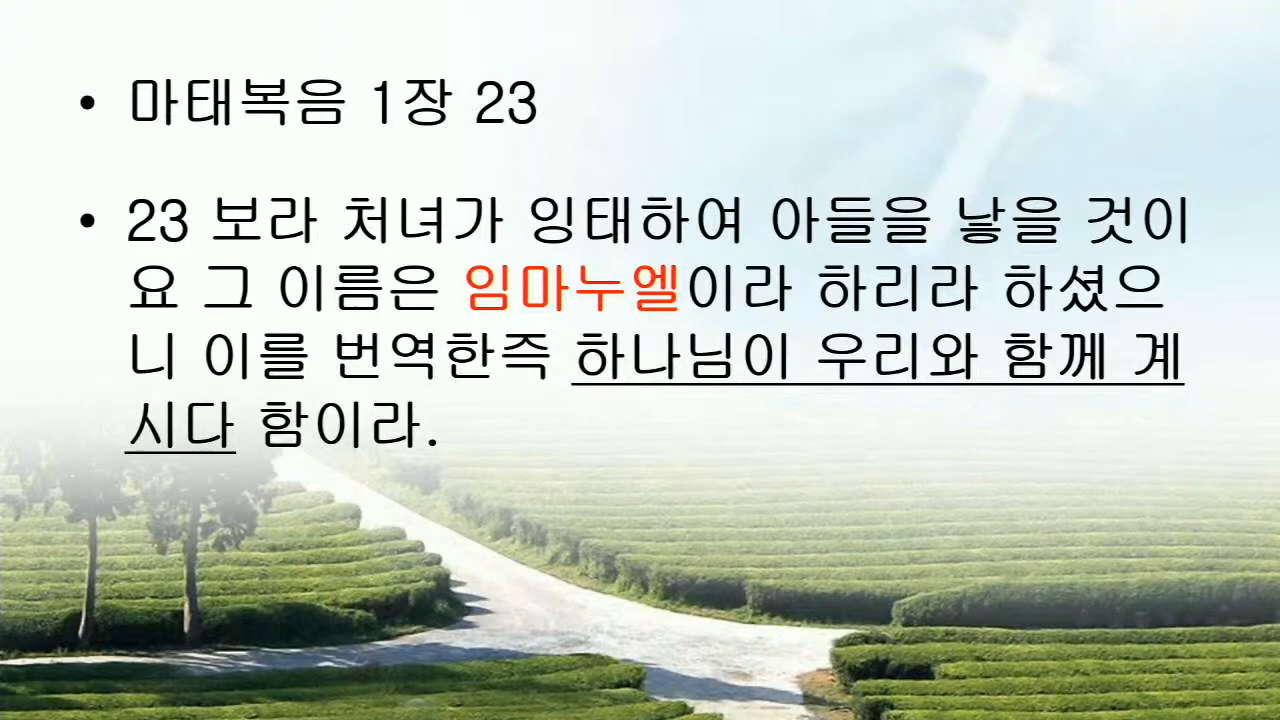 • 마태복음 1장 23
• 23 보라 처녀가 잉태하여 아들을 낳을 것이
요 그 이름은 임마누엘이라 하리라 하셨으
니 이를 번역한즉 하나님이 우리와 함께 계
시다 함이라.